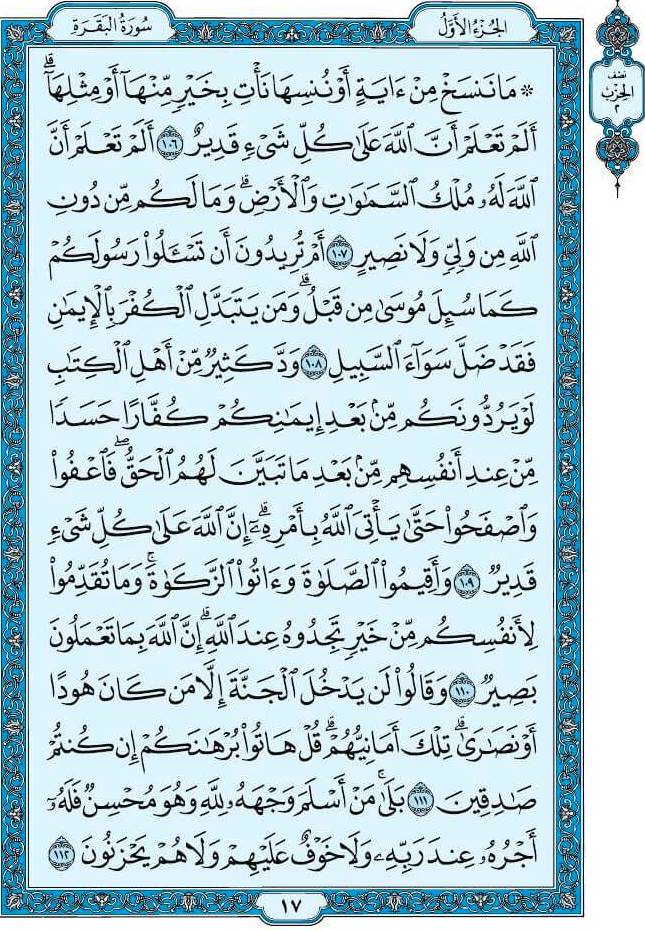 الجُزْءُ الأَوَّلُ
سُورَةُ البَقَرَةِ
نصف
الحزب
٢
۞ مَا نَنسَخْ مِنْ ءَايَةٍ أَوْ نُنسِهَا نَأْتِ بِخَيْرٍ مِّنْهَآ أَوْ مِثْلِهَآۗ
أَلَمْ تَعْلَمْ أَنَّ ٱللَّهَ عَلَىٰ كُلِّ شَىْءٍ قَدِيرٌ ١٠٦ أَلَمْ تَعْلَمْ أَنَّ
ٱللَّهَ لَهُۥ مُلْكُ ٱلسَّمَٰوَٰتِ وَٱلْأَرْضِۗ وَمَا لَكُم مِّن دُونِ
ٱللَّهِ مِن وَلِىٍّ وَلَا نَصِيرٍ ١٠٧ أَمْ تُرِيدُونَ أَن تَسْـَٔلُوا۟ رَسُولَكُمْ
كَمَا سُئِلَ مُوسَىٰ مِن قَبْلُۗ وَمَن يَتَبَدَّلِ ٱلْكُفْرَ بِٱلْإِيمَٰنِ
فَقَدْ ضَلَّ سَوَآءَ ٱلسَّبِيلِ ١٠٨ وَدَّ كَثِيرٌ مِّنْ أَهْلِ ٱلْكِتَٰبِ
لَوْ يَرُدُّونَكُم مِّنۢ بَعْدِ إِيمَٰنِكُمْ كُفَّارًا حَسَدًا
مِّنْ عِندِ أَنفُسِهِم مِّنۢ بَعْدِ مَا تَبَيَّنَ لَهُمُ ٱلْحَقُّۖ فَٱعْفُوا۟
وَٱصْفَحُوا۟ حَتَّىٰ يَأْتِىَ ٱللَّهُ بِأَمْرِهِۦٓۗ إِنَّ ٱللَّهَ عَلَىٰ كُلِّ شَىْءٍ
قَدِيرٌ ١٠٩ وَأَقِيمُوا۟ ٱلصَّلَوٰةَ وَءَاتُوا۟ ٱلزَّكَوٰةَۚ وَمَا تُقَدِّمُوا۟
لِأَنفُسِكُم مِّنْ خَيْرٍ تَجِدُوهُ عِندَ ٱللَّهِۗ إِنَّ ٱللَّهَ بِمَا تَعْمَلُونَ
بَصِيرٌ ١١٠ وَقَالُوا۟ لَن يَدْخُلَ ٱلْجَنَّةَ إِلَّا مَن كَانَ هُودًا
أَوْ نَصَٰرَىٰۗ تِلْكَ أَمَانِيُّهُمْۗ قُلْ هَاتُوا۟ بُرْهَٰنَكُمْ إِن كُنتُمْ
صَٰدِقِينَ ١١١ بَلَىٰۚ مَنْ أَسْلَمَ وَجْهَهُۥ لِلَّهِ وَهُوَ مُحْسِنٌ فَلَهُۥٓ
أَجْرُهُۥ عِندَ رَبِّهِۦ وَلَا خَوْفٌ عَلَيْهِمْ وَلَا هُمْ يَحْزَنُونَ ١١٢
١٧